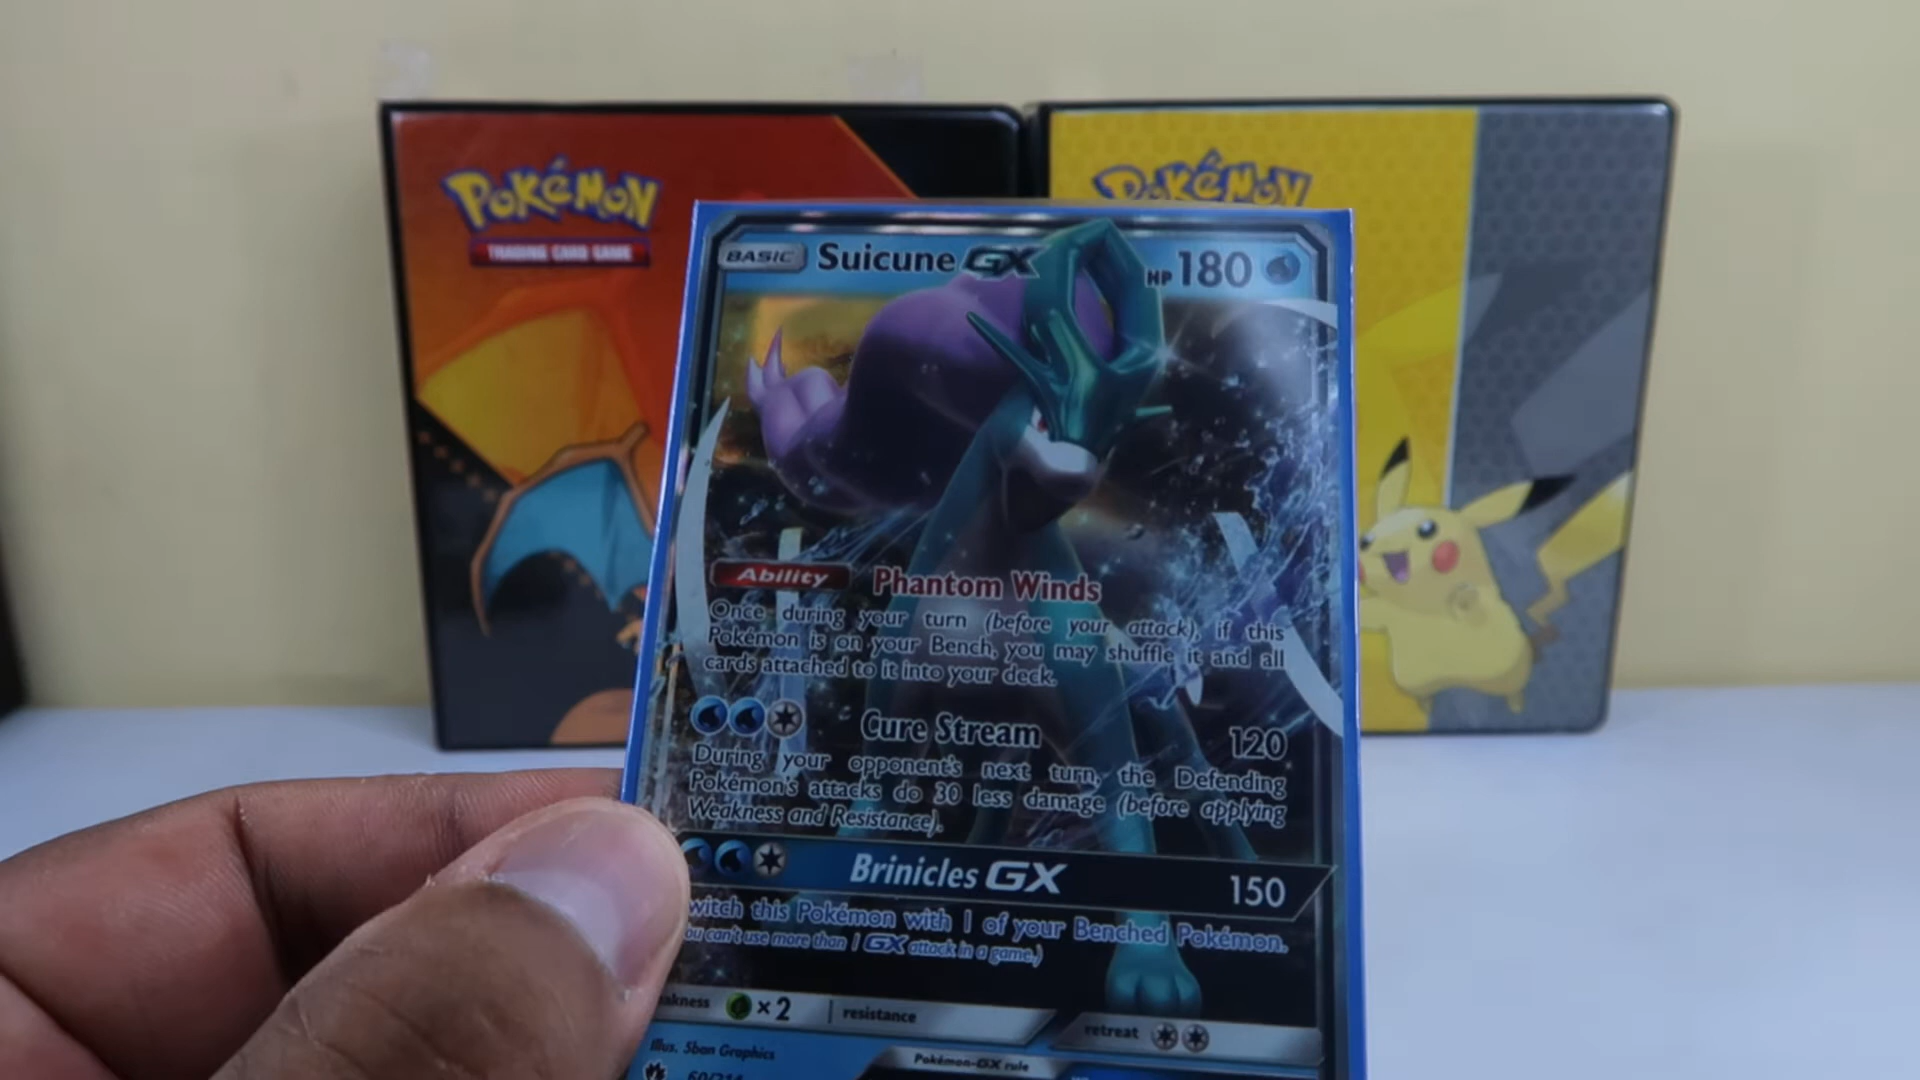 POKéMON
TRADING CARD GAME
POKéMON
BASIC Suicune GX HP 180
Ability Phantom Winds
Once during your turn (before your attack), if this
Pokémon is on your Bench, you may shuffle it and all
cards attached to it into your deck.
Cure Stream 120
During your opponent's next turn, the Defending
Pokémon's attacks do 30 less damage (before applying
Weakness and Resistance).
Brinicles GX 150
witch this Pokémon with 1 of your Benched Pokémon.
ou can't use more than 1 GX attack in a game.)
akness ×2 resistance retreat
Illus. 5ban Graphics
Pokémon-GX rule